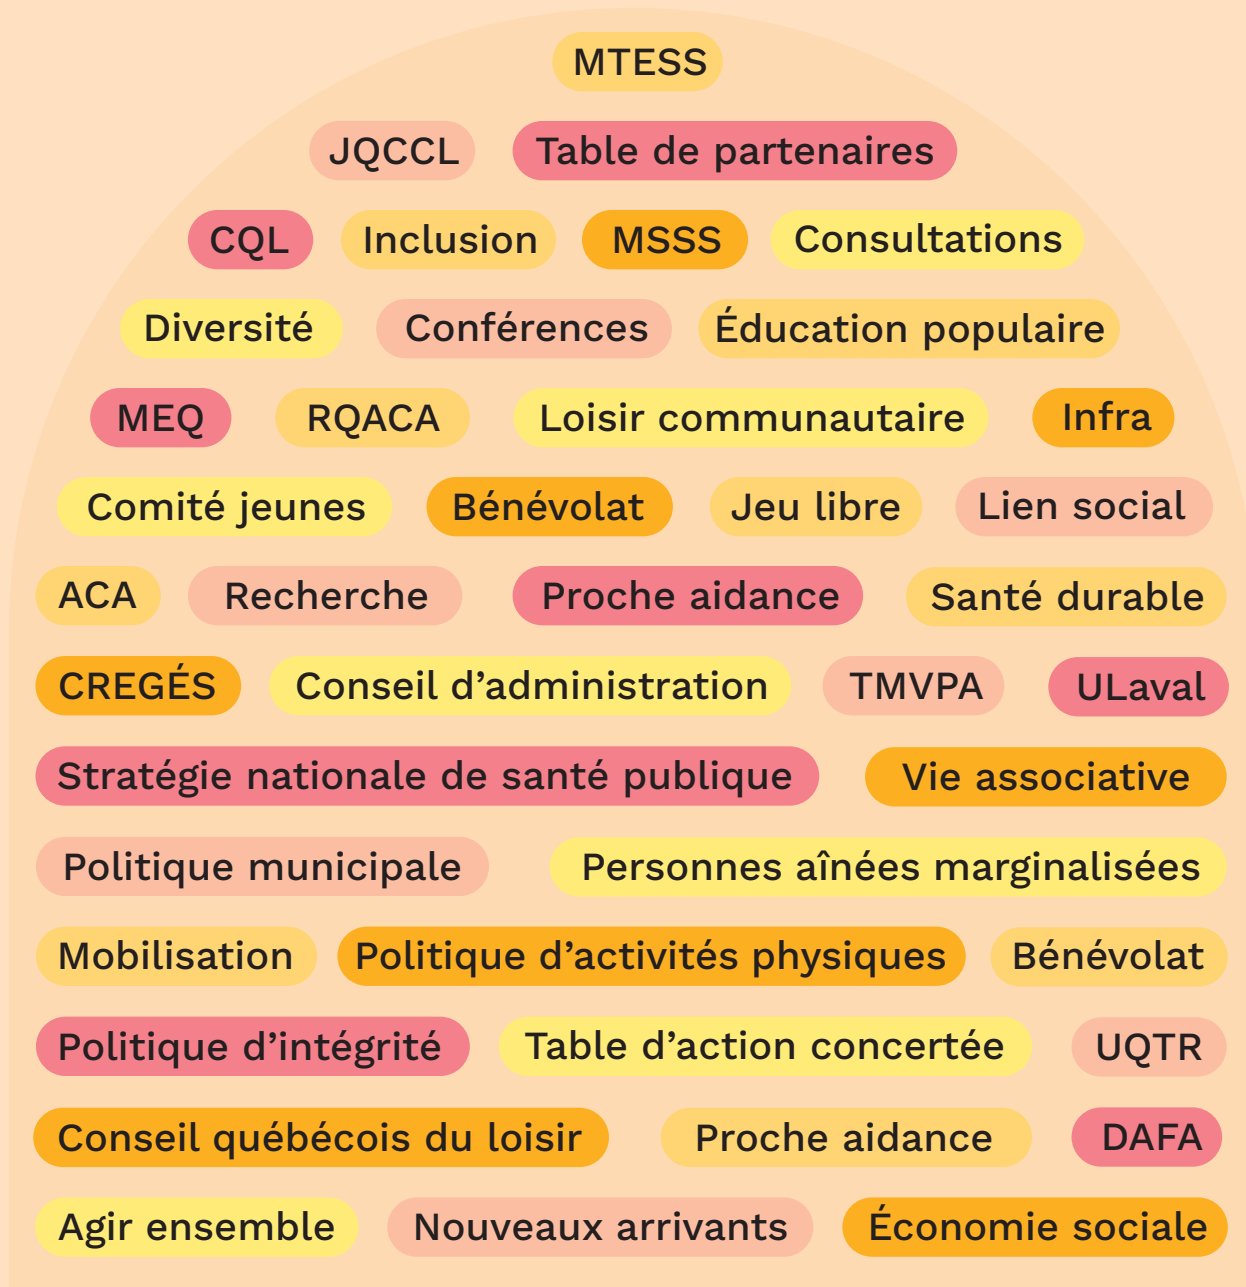 MTESS
JQCCL Table de partenaires
CQL Inclusion MSSS Consultations
Diversité Conférences Éducation populaire
MEQ RQACA Loisir communautaire Infra
Comité jeunes Bénévolat Jeu libre Lien social
ACA Recherche Proche aidance Santé durable
CREGÉS Conseil d’administration TMVPA ULaval
Stratégie nationale de santé publique Vie associative
Politique municipale Personnes aînées marginalisées
Mobilisation Politique d’activités physiques Bénévolat
Politique d’intégrité Table d’action concertée UQTR
Conseil québécois du loisir Proche aidance DAFA
Agir ensemble Nouveaux arrivants Économie sociale